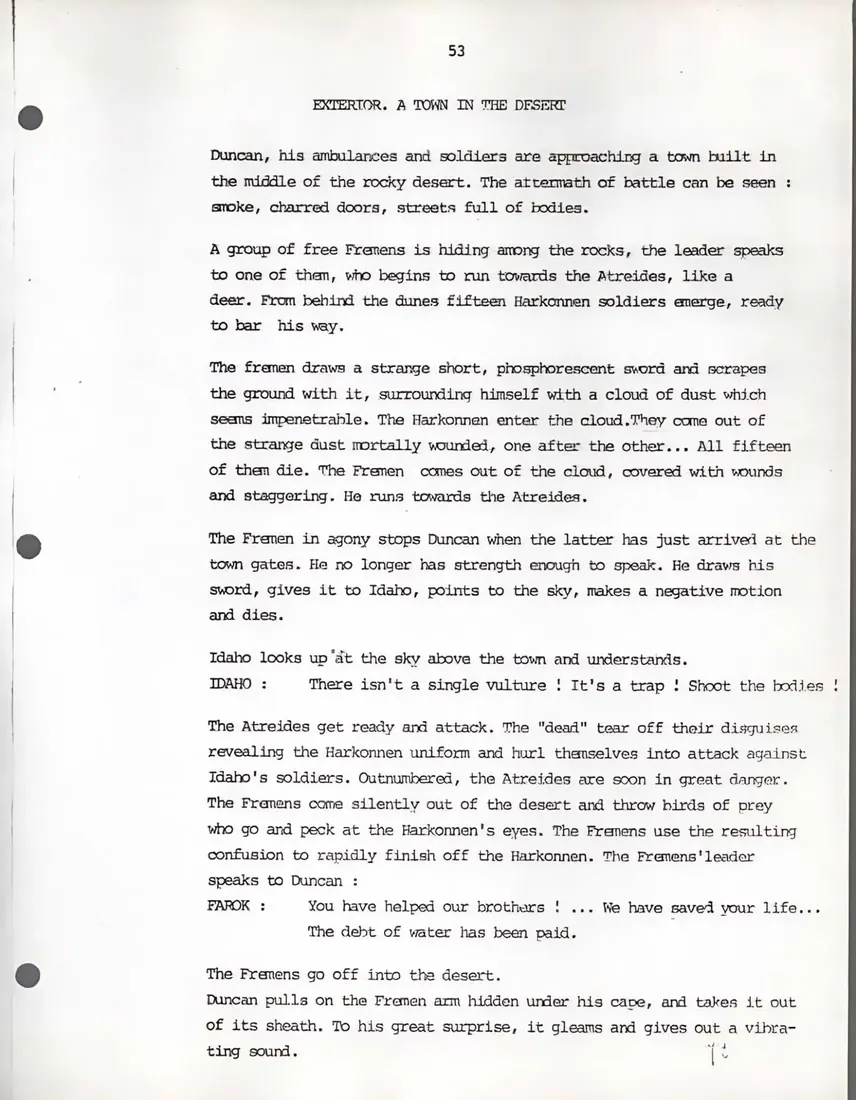 53
EXTERIOR. A TOWN IN THE DESERT
Duncan, his ambulances and soldiers are approaching a town built in
the middle of the rocky desert. The aftermath of battle can be seen :
smoke, charred doors, streets full of bodies.
A group of free Fremens is hiding among the rocks, the leader speaks
to one of them, who begins to run towards the Atreides, like a
deer. From behind the dunes fifteen Harkonnen soldiers emerge, ready
to bar his way.
The fremen draws a strange short, phosphorescent sword and scrapes
the ground with it, surrounding himself with a cloud of dust which
seems impenetrable. The Harkonnen enter the cloud.They come out of
the strange dust mortally wounded, one after the other... All fifteen
of them die. The Fremen comes out of the cloud, covered with wounds
and staggering. He runs towards the Atreides.
The Fremen in agony stops Duncan when the latter has just arrived at the
town gates. He no longer has strength enough to speak. He draws his
sword, gives it to Idaho, points to the sky, makes a negative motion
and dies.
Idaho looks up at the sky above the town and understands.
IDAHO : There isn't a single vulture ! It's a trap ! Shoot the bodies !
The Atreides get ready and attack. The "dead" tear off their disguises
revealing the Harkonnen uniform and hurl themselves into attack against
Idaho's soldiers. Outnumbered, the Atreides are soon in great danger.
The Fremens come silently out of the desert and throw birds of prey
who go and peck at the Harkonnen's eyes. The Fremens use the resulting
confusion to rapidly finish off the Harkonnen. The Fremens'leader
speaks to Duncan :
FAROK : You have helped our brothers ! ... We have saved your life...
The debt of water has been paid.
The Fremens go off into the desert.
Duncan pulls on the Fremen arm hidden under his cape, and takes it out
of its sheath. To his great surprise, it gleams and gives out a vibra-
ting sound.